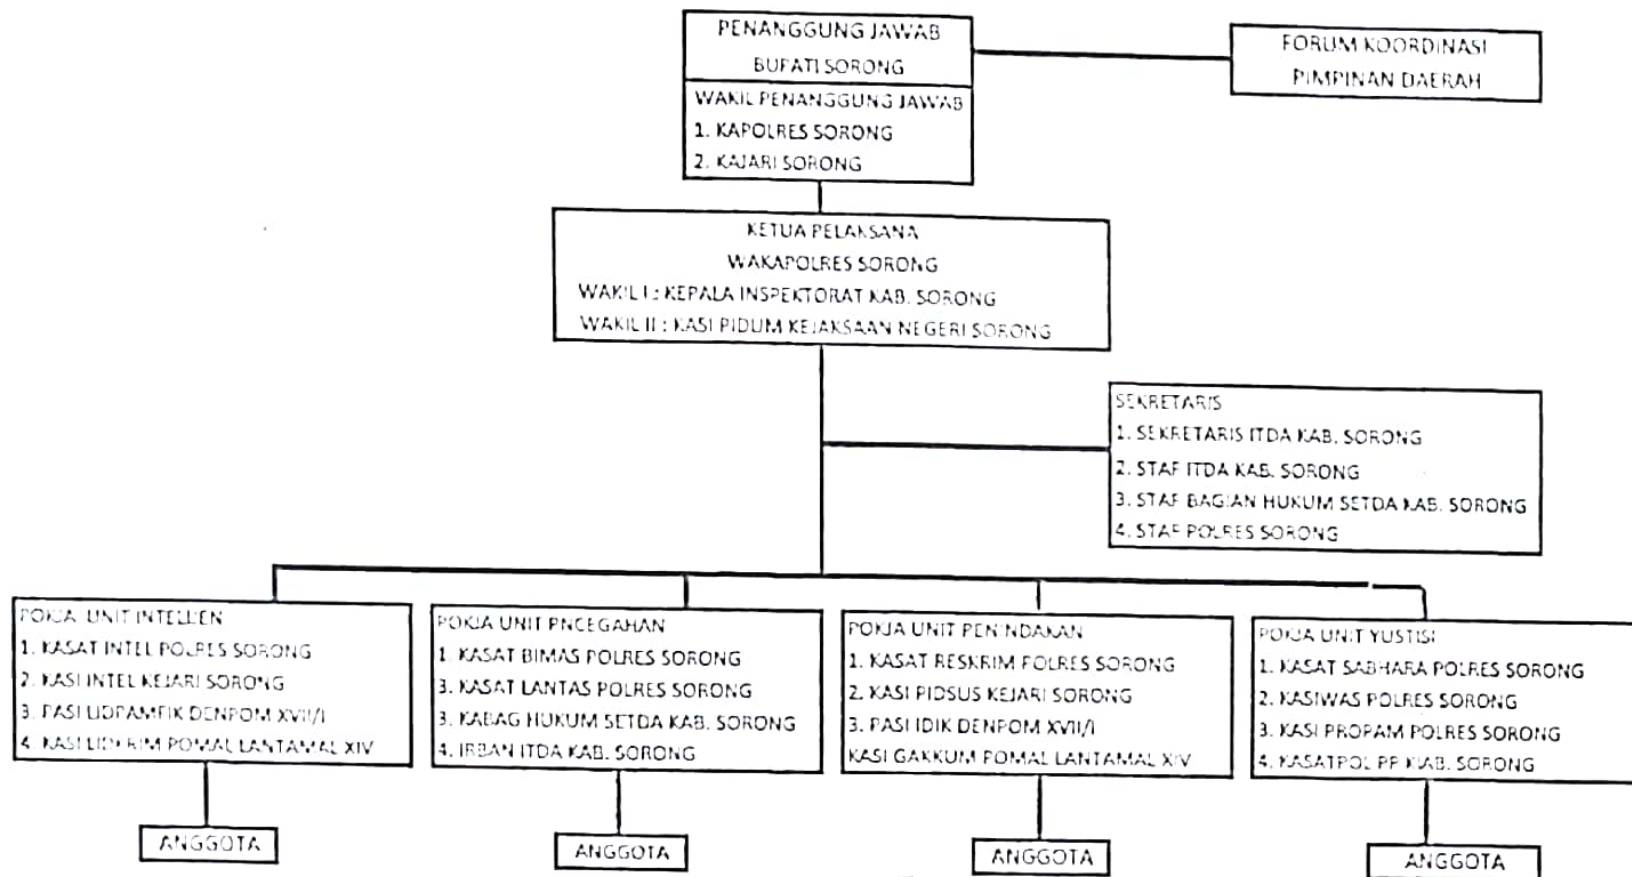 PENANGGUNG JAWAB
BUPATI SORONG
WAKIL PENANGGUNG JAWAB
1. KAPOLRES SORONG
2. KAJARI SORONG
FORUM KOORDINASI
PIMPINAN DAERAH
KETUA PELAKSANA
WAKAPOLRES SORONG
WAKIL I : KEPALA INSPEKTORAT KAB. SORONG
WAKIL II : KASI PIDUM KEJAKSAAN NEGERI SORONG
SEKRETARIS
1. SEKRETARIS ITDA KAB. SORONG
2. STAF ITDA KAB. SORONG
3. STAF BAGIAN HUKUM SETDA KAB. SORONG
4. STAF POLRES SORONG
POKJA UNIT INTELIJEN
1. KASAT INTEL POLRES SORONG
2. KASI INTEL KEJARI SORONG
3. PASI LIDPAMFIK DENPOM XVII/I
4. KASI LIDKRIM POMAL LANTAMAL XIV
ANGGOTA
POKJA UNIT PNCEGAHAN
1. KASAT BIMAS POLRES SORONG
3. KASAT LANTAS POLRES SORONG
3. KABAG HUKUM SETDA KAB. SORONG
4. IRBAN ITDA KAB. SORONG
ANGGOTA
POKJA UNIT PENINDAKAN
1. KASAT RESKRIM POLRES SORONG
2. KASI PIDSUS KEJARI SORONG
3. PASI IDIK DENPOM XVII/I
KASI GAKKUM POMAL LANTAMAL XIV
ANGGOTA
POKJA UNIT YUSTISI
1. KASAT SABHARA POLRES SORONG
2. KASIWAS POLRES SORONG
3. KASI PROPAM POLRES SORONG
4. KASATPOL PP KAB. SORONG
ANGGOTA